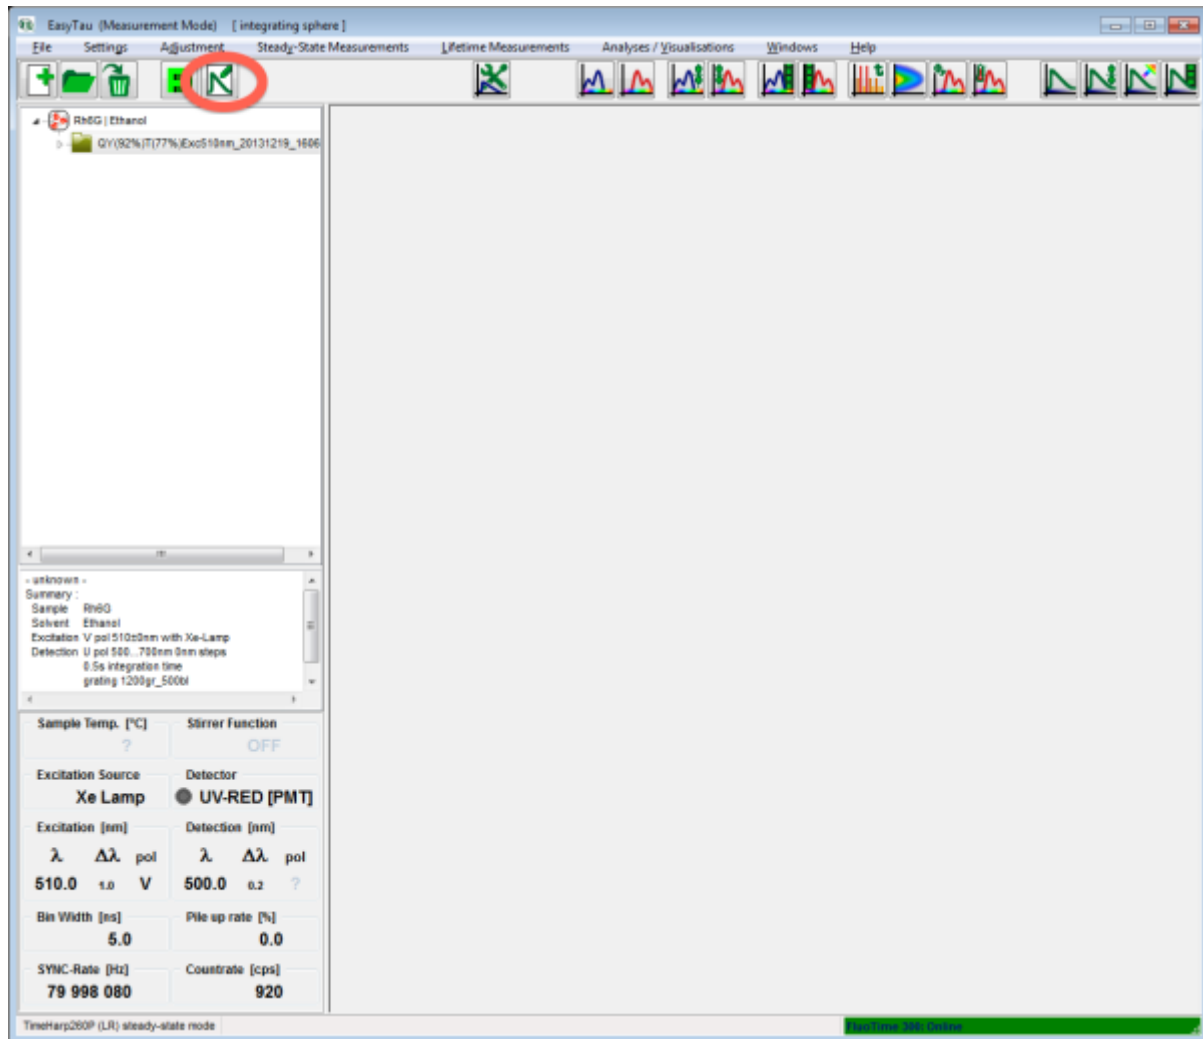 EasyTau (Measurement Mode) [ integrating sphere ]
File Settings Adjustment Steady-State Measurements Lifetime Measurements Analyses / Visualisations Windows Help
Rh6G | Ethanol
QY(92%)T(77%)Exc510nm_20131219_1606
- unknown -
Summary :
Sample Rh6G
Solvent Ethanol
Excitation V pol 510±0nm with Xe-Lamp
Detection U pol 500...700nm 0nm steps
0.5s integration time
grating 1200gr_500bl
Sample Temp. [°C] Stirrer Function
? OFF
Excitation Source Detector
Xe Lamp UV-RED [PMT]
Excitation [nm] Detection [nm]
λ Δλ pol λ Δλ pol
510.0 1.0 V 500.0 0.2 ?
Bin Width [ns] Pile up rate [%]
5.0 0.0
SYNC-Rate [Hz] Countrate [cps]
79 998 080 920
TimeHarp260P (LR) steady-state mode FluoTime 300: Online